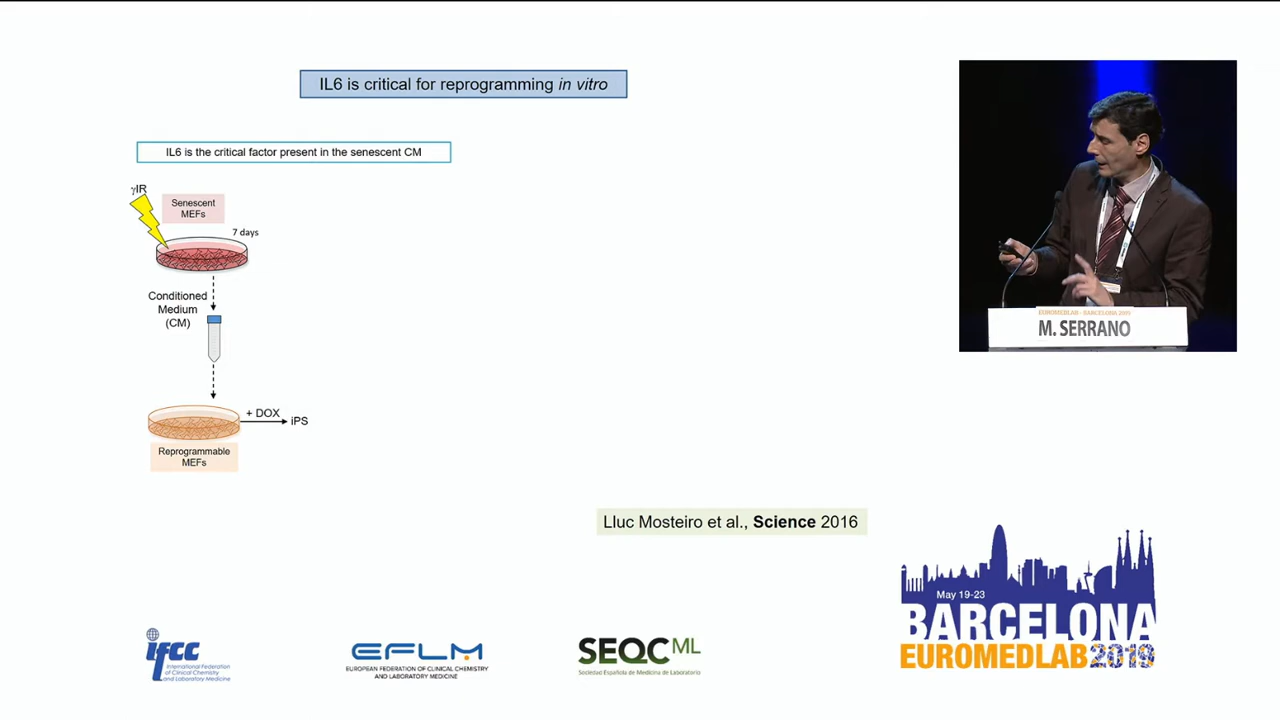 IL6 is critical for reprogramming in vitro
IL6 is the critical factor present in the senescent CM
γIR
Senescent
MEFs
7 days
Conditioned
Medium
(CM)
+ DOX
iPS
Reprogrammable
MEFs
EUROMEDLAB - BARCELONA 2019
M. SERRANO
Lluc Mosteiro et al., Science 2016
May 19-23
BARCELONA
EUROMEDLAB 2019
ifcc
International Federation
of Clinical Chemistry
and Laboratory Medicine
EFLM
EUROPEAN FEDERATION OF CLINICAL CHEMISTRY
AND LABORATORY MEDICINE
SEQC ML
Sociedad Española de Medicina de Laboratorio